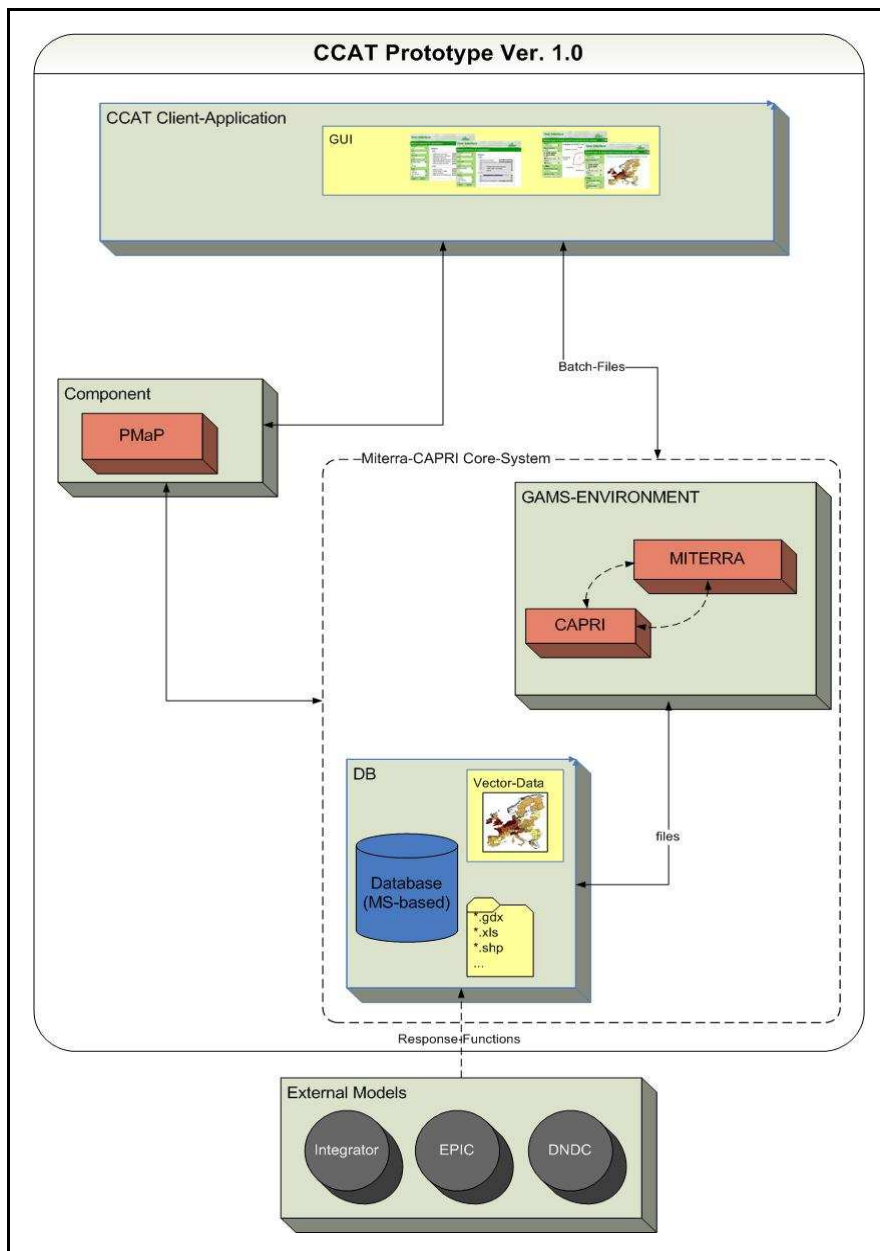 CCAT Prototype Ver. 1.0
CCAT Client-Application
GUI
Batch-Files
Component
PMaP
Miterra-CAPRI Core-System
GAMS-ENVIRONMENT
MITERRA
CAPRI
DB
Vector-Data
files
Database
(MS-based)
*.gdx
*.xls
*.shp
...
Response-Functions
External Models
Integrator
EPIC
DNDC